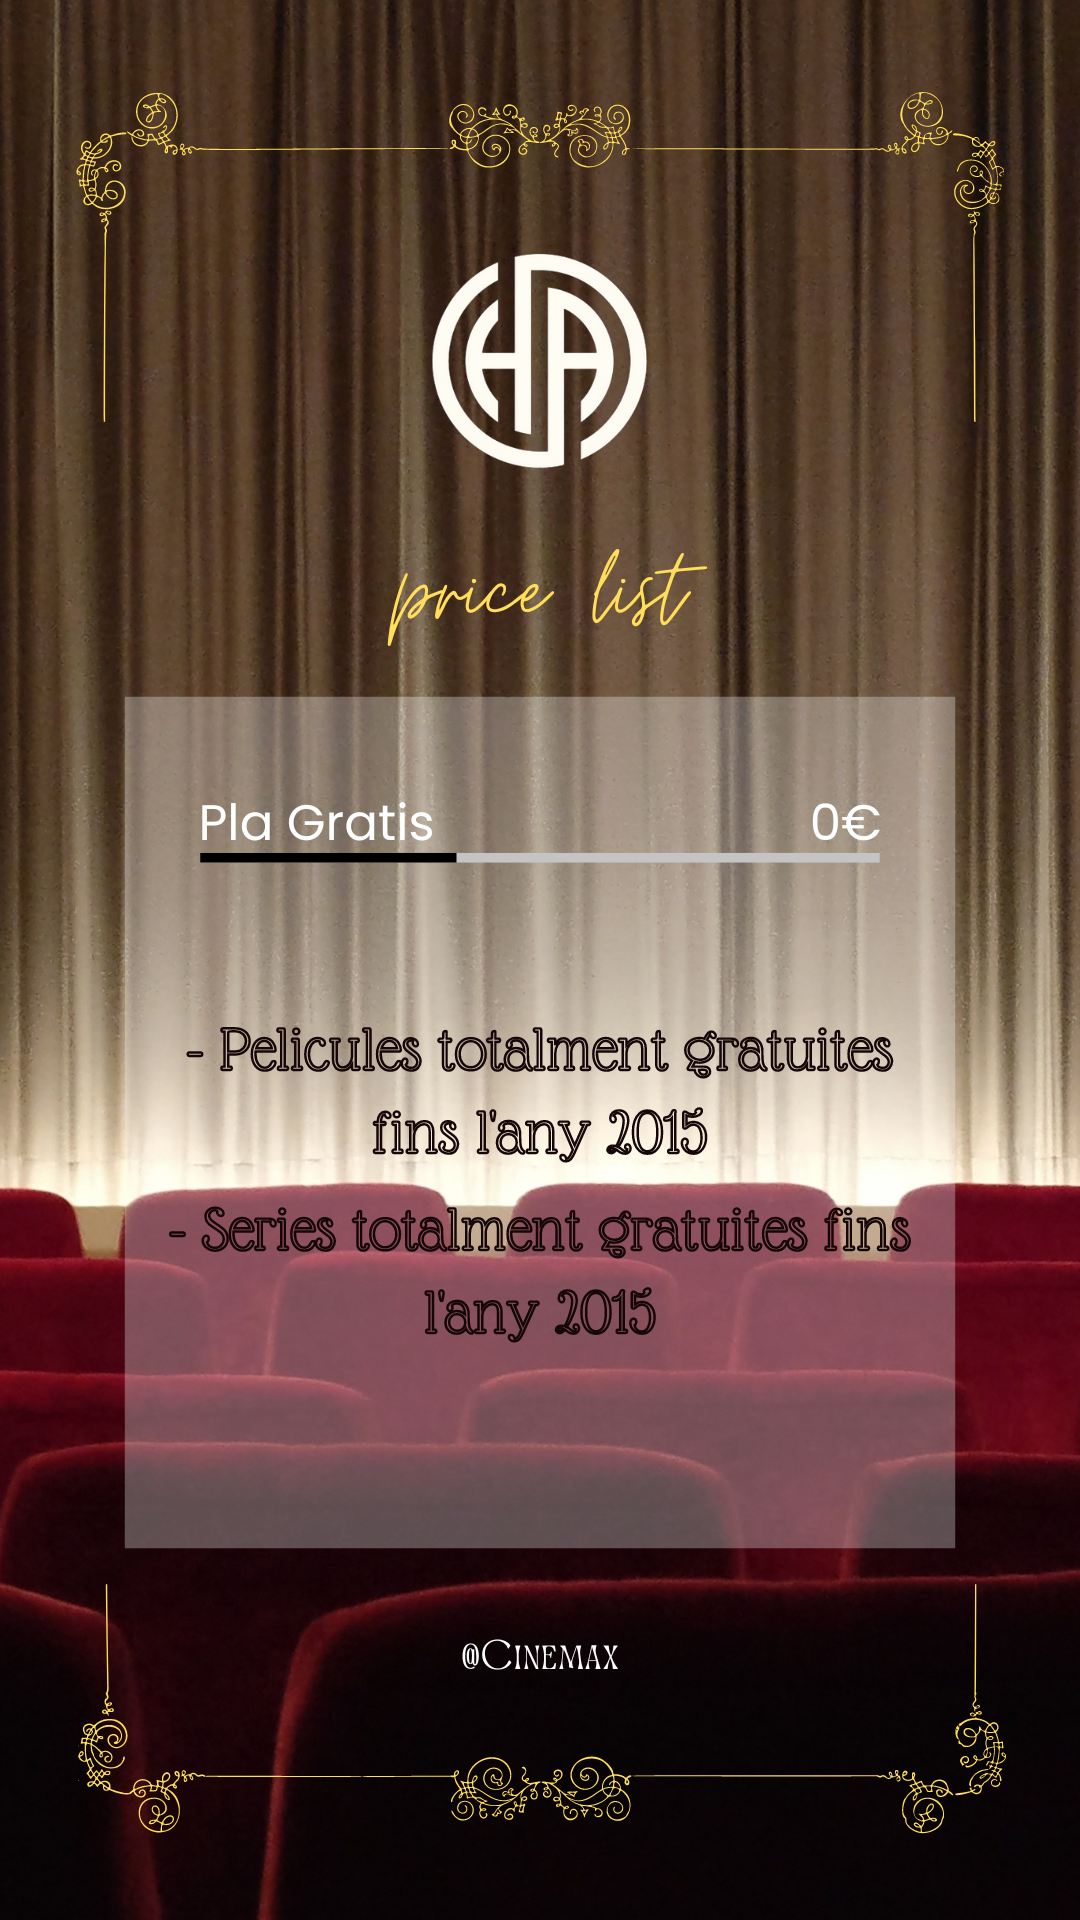 HA
price list
Pla Gratis 0€
- Pelicules totalment gratuites
fins l'any 2015
- Series totalment gratuites fins
l'any 2015
@Cinemax